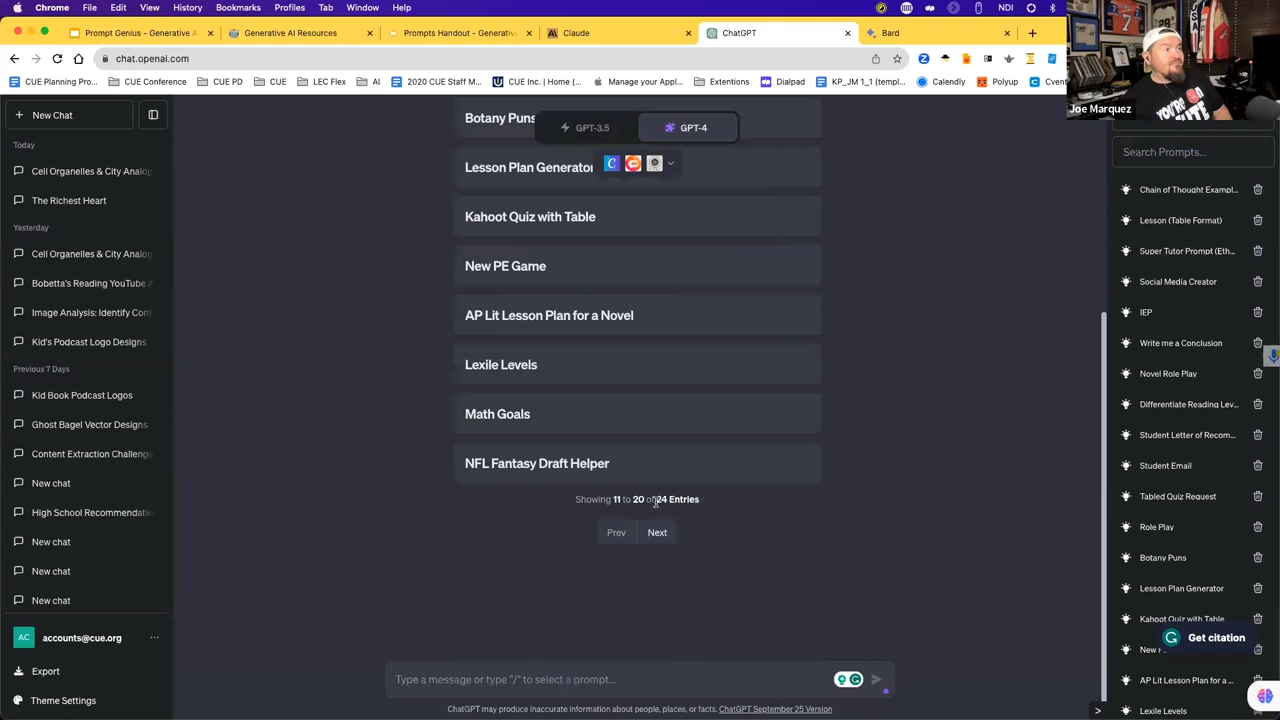 Chrome File Edit View History Bookmarks Profiles Tab Window Help NDI
Prompt Genius - Generative A
Generative AI Resources
Prompts Handout - Generative
Claude
ChatGPT
Bard
chat.openai.com
CUE Planning Pro...
CUE Conference
CUE PD
CUE
LEC Flex
AI
2020 CUE Staff M...
CUE Inc. | Home (...
Manage your Appl...
Extentions
Dialpad
KP_JM 1_1 (templ...
Calendly
Polyup
Cvent
Joe Marquez
New Chat
Today
Cell Organelles & City Analog
The Richest Heart
Yesterday
Cell Organelles & City Analog
Bobetta's Reading YouTube A
Image Analysis: Identify Cont
Kid's Podcast Logo Designs
Previous 7 Days
Kid Book Podcast Logos
Ghost Bagel Vector Designs
Content Extraction Challenge
New chat
High School Recommendatio
New chat
New chat
New chat
AC accounts@cue.org ...
Export
Theme Settings
GPT-3.5
GPT-4
Botany Puns
Lesson Plan Generator
Kahoot Quiz with Table
New PE Game
AP Lit Lesson Plan for a Novel
Lexile Levels
Math Goals
NFL Fantasy Draft Helper
Showing 11 to 20 of 24 Entries
Prev Next
Type a message or type "/" to select a prompt...
ChatGPT may produce inaccurate information about people, places, or facts. ChatGPT September 25 Version
Search Prompts...
Chain of Thought Exampl...
Lesson (Table Format)
Super Tutor Prompt (Eth...
Social Media Creator
IEP
Write me a Conclusion
Novel Role Play
Differentiate Reading Lev...
Student Letter of Recom...
Student Email
Tabled Quiz Request
Role Play
Botany Puns
Lesson Plan Generator
Kahoot Quiz with Table
Get citation
AP Lit Lesson Plan for a ...
Lexile Levels